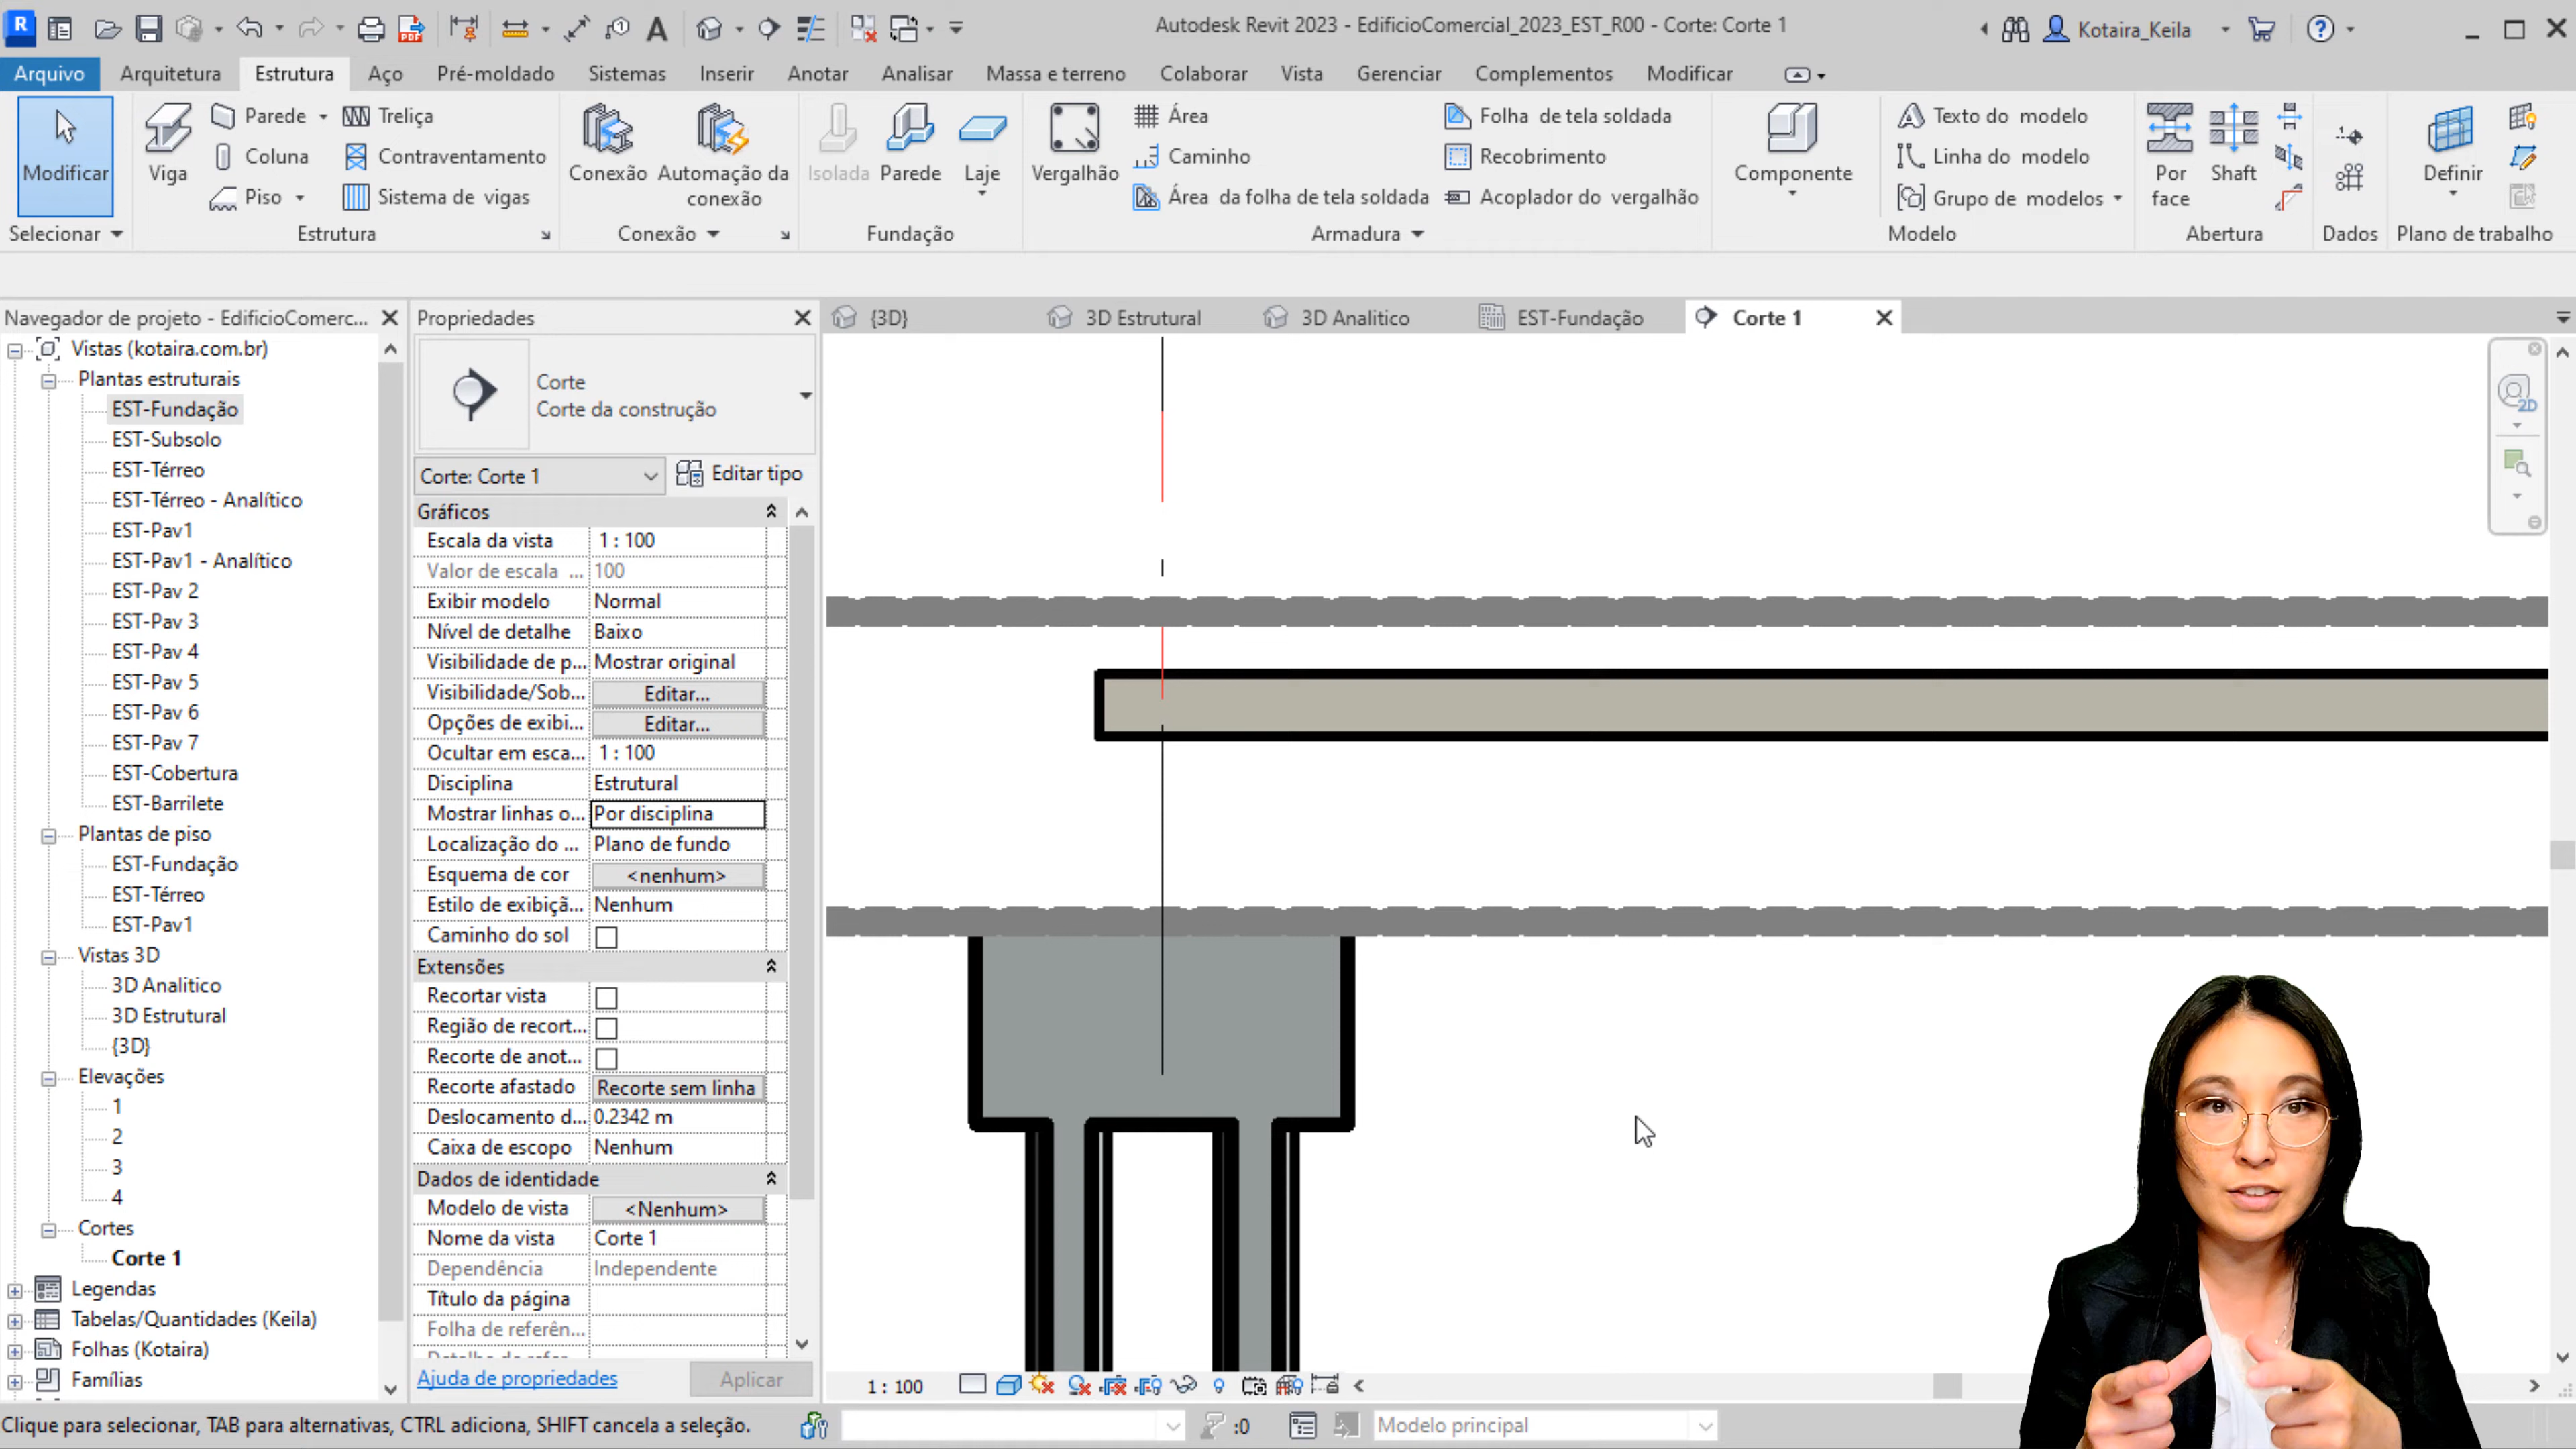 Autodesk Revit 2023 - EdificioComercial_2023_EST_R00 - Corte: Corte 1
Kotaira_Keila
Arquivo Arquitetura Estrutura Aço Pré-moldado Sistemas Inserir Anotar Analisar Massa e terreno Colaborar Vista Gerenciar Complementos Modificar
Modificar
Selecionar
Viga
Parede
Coluna
Piso
Treliça
Contraventamento
Sistema de vigas
Estrutura
Conexão
Automação da conexão
Conexão
Isolada
Parede
Laje
Fundação
Vergalhão
Área
Caminho
Área da folha de tela soldada
Folha de tela soldada
Recobrimento
Acoplador do vergalhão
Armadura
Componente
Texto do modelo
Linha do modelo
Grupo de modelos
Modelo
Por face
Shaft
Abertura
Dados
Definir
Plano de trabalho
Navegador de projeto - EdificioComerc...
Vistas (kotaira.com.br)
Plantas estruturais
EST-Fundação
EST-Subsolo
EST-Térreo
EST-Térreo - Analítico
EST-Pav1
EST-Pav1 - Analítico
EST-Pav 2
EST-Pav 3
EST-Pav 4
EST-Pav 5
EST-Pav 6
EST-Pav 7
EST-Cobertura
EST-Barrilete
Plantas de piso
EST-Fundação
EST-Térreo
EST-Pav1
Vistas 3D
3D Analitico
3D Estrutural
{3D}
Elevações
1
2
3
4
Cortes
Corte 1
Legendas
Tabelas/Quantidades (Keila)
Folhas (Kotaira)
Famílias
Propriedades
Corte
Corte da construção
Corte: Corte 1
Editar tipo
Gráficos
Escala da vista 1 : 100
Valor de escala ... 100
Exibir modelo Normal
Nível de detalhe Baixo
Visibilidade de p... Mostrar original
Visibilidade/Sob... Editar...
Opções de exibi... Editar...
Ocultar em esca... 1 : 100
Disciplina Estrutural
Mostrar linhas o... Por disciplina
Localização do ... Plano de fundo
Esquema de cor <nenhum>
Estilo de exibiçã... Nenhum
Caminho do sol
Extensões
Recortar vista
Região de recort...
Recorte de anot...
Recorte afastado Recorte sem linha
Deslocamento d... 0.2342 m
Caixa de escopo Nenhum
Dados de identidade
Modelo de vista <Nenhum>
Nome da vista Corte 1
Dependência Independente
Título da página
Folha de referên...
Ajuda de propriedades
Aplicar
{3D}
3D Estrutural
3D Analitico
EST-Fundação
Corte 1
2D
1 : 100
Clique para selecionar, TAB para alternativas, CTRL adiciona, SHIFT cancela a seleção.
:0
Modelo principal